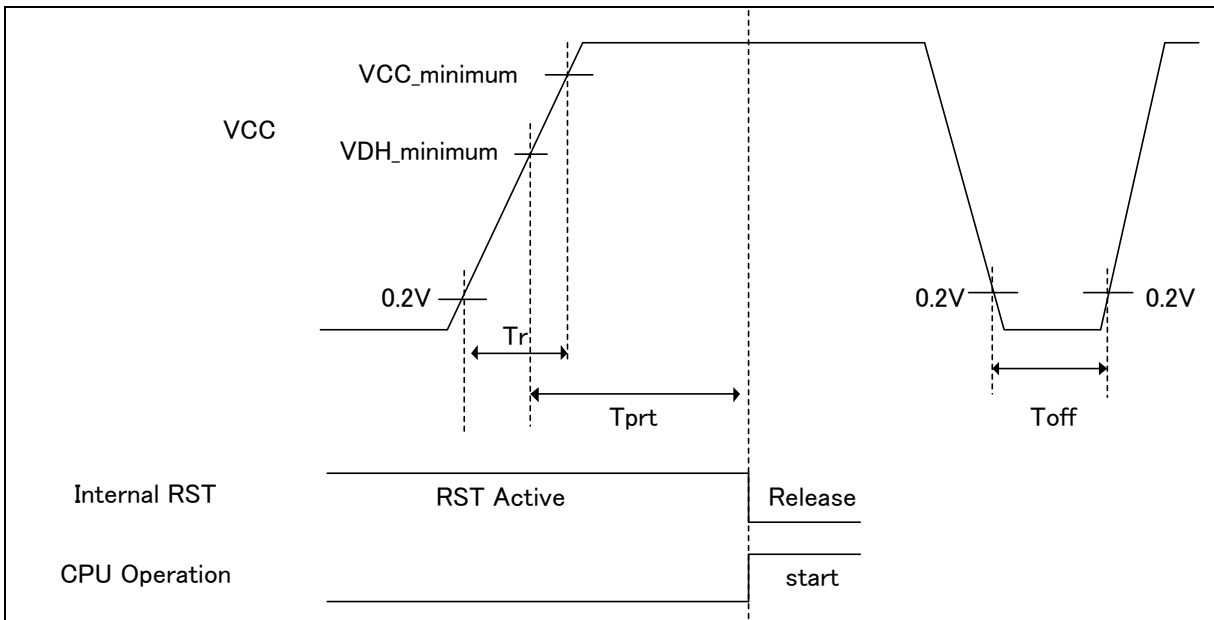 VCC_minimum
VCC
VDH_minimum
0.2V
0.2V
0.2V
Tr
Tprt
Toff
Internal RST
RST Active
Release
CPU Operation
start